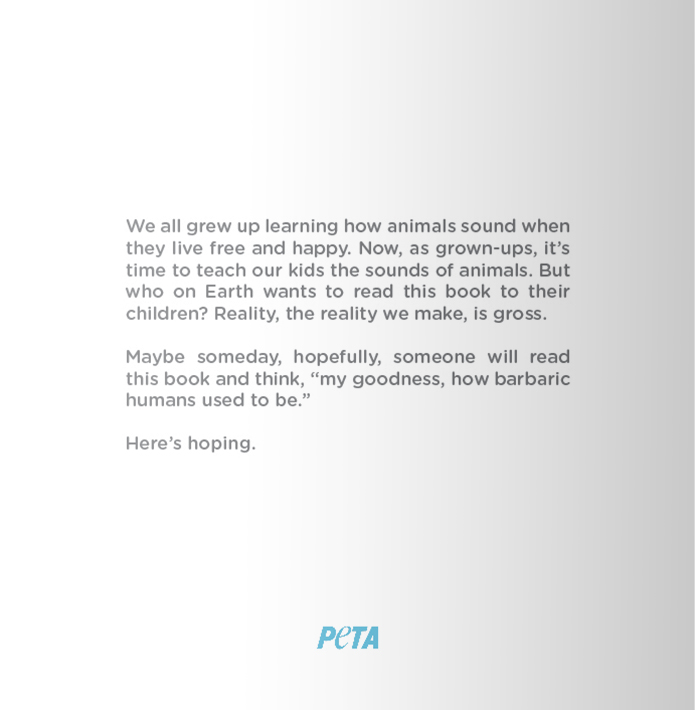 We all grew up learning how animals sound when
they live free and happy. Now, as grown-ups, it’s
time to teach our kids the sounds of animals. But
who on Earth wants to read this book to their
children? Reality, the reality we make, is gross.
Maybe someday, hopefully, someone will read
this book and think, “my goodness, how barbaric
humans used to be.”
Here’s hoping.
PeTA